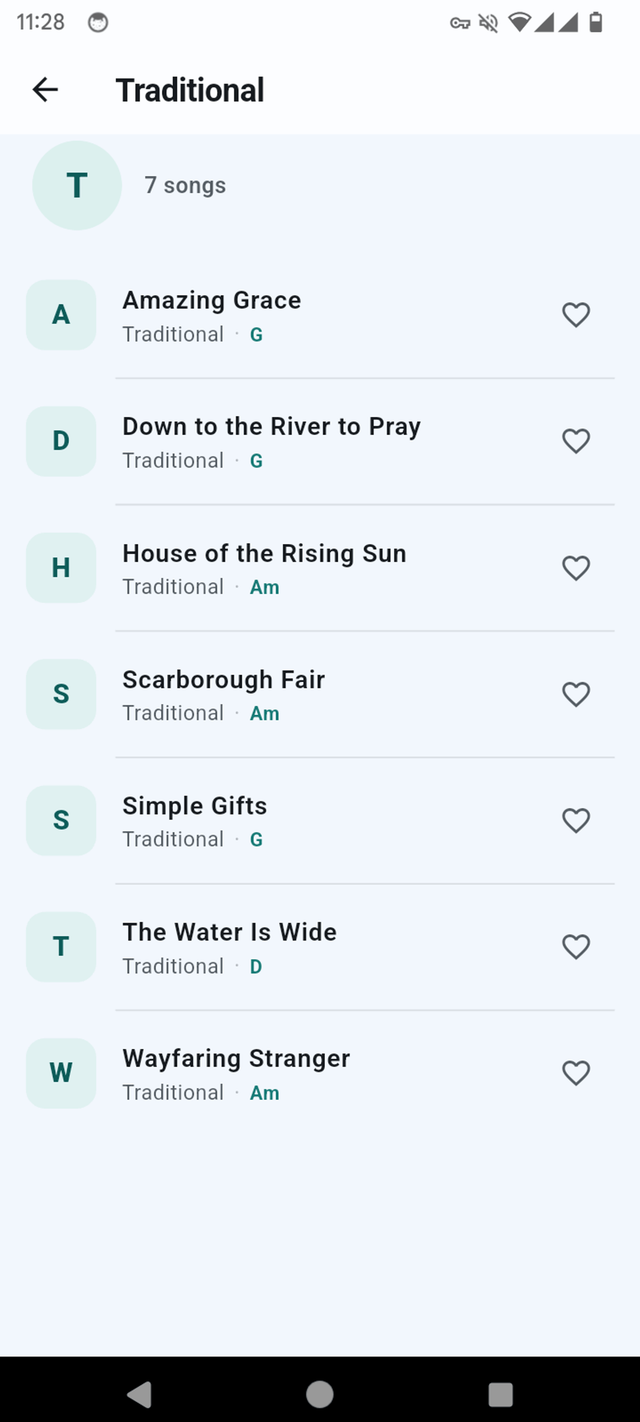 11:28
Traditional
T
7 songs
A
Amazing Grace
Traditional · G
D
Down to the River to Pray
Traditional · G
H
House of the Rising Sun
Traditional · Am
S
Scarborough Fair
Traditional · Am
S
Simple Gifts
Traditional · G
T
The Water Is Wide
Traditional · D
W
Wayfaring Stranger
Traditional · Am